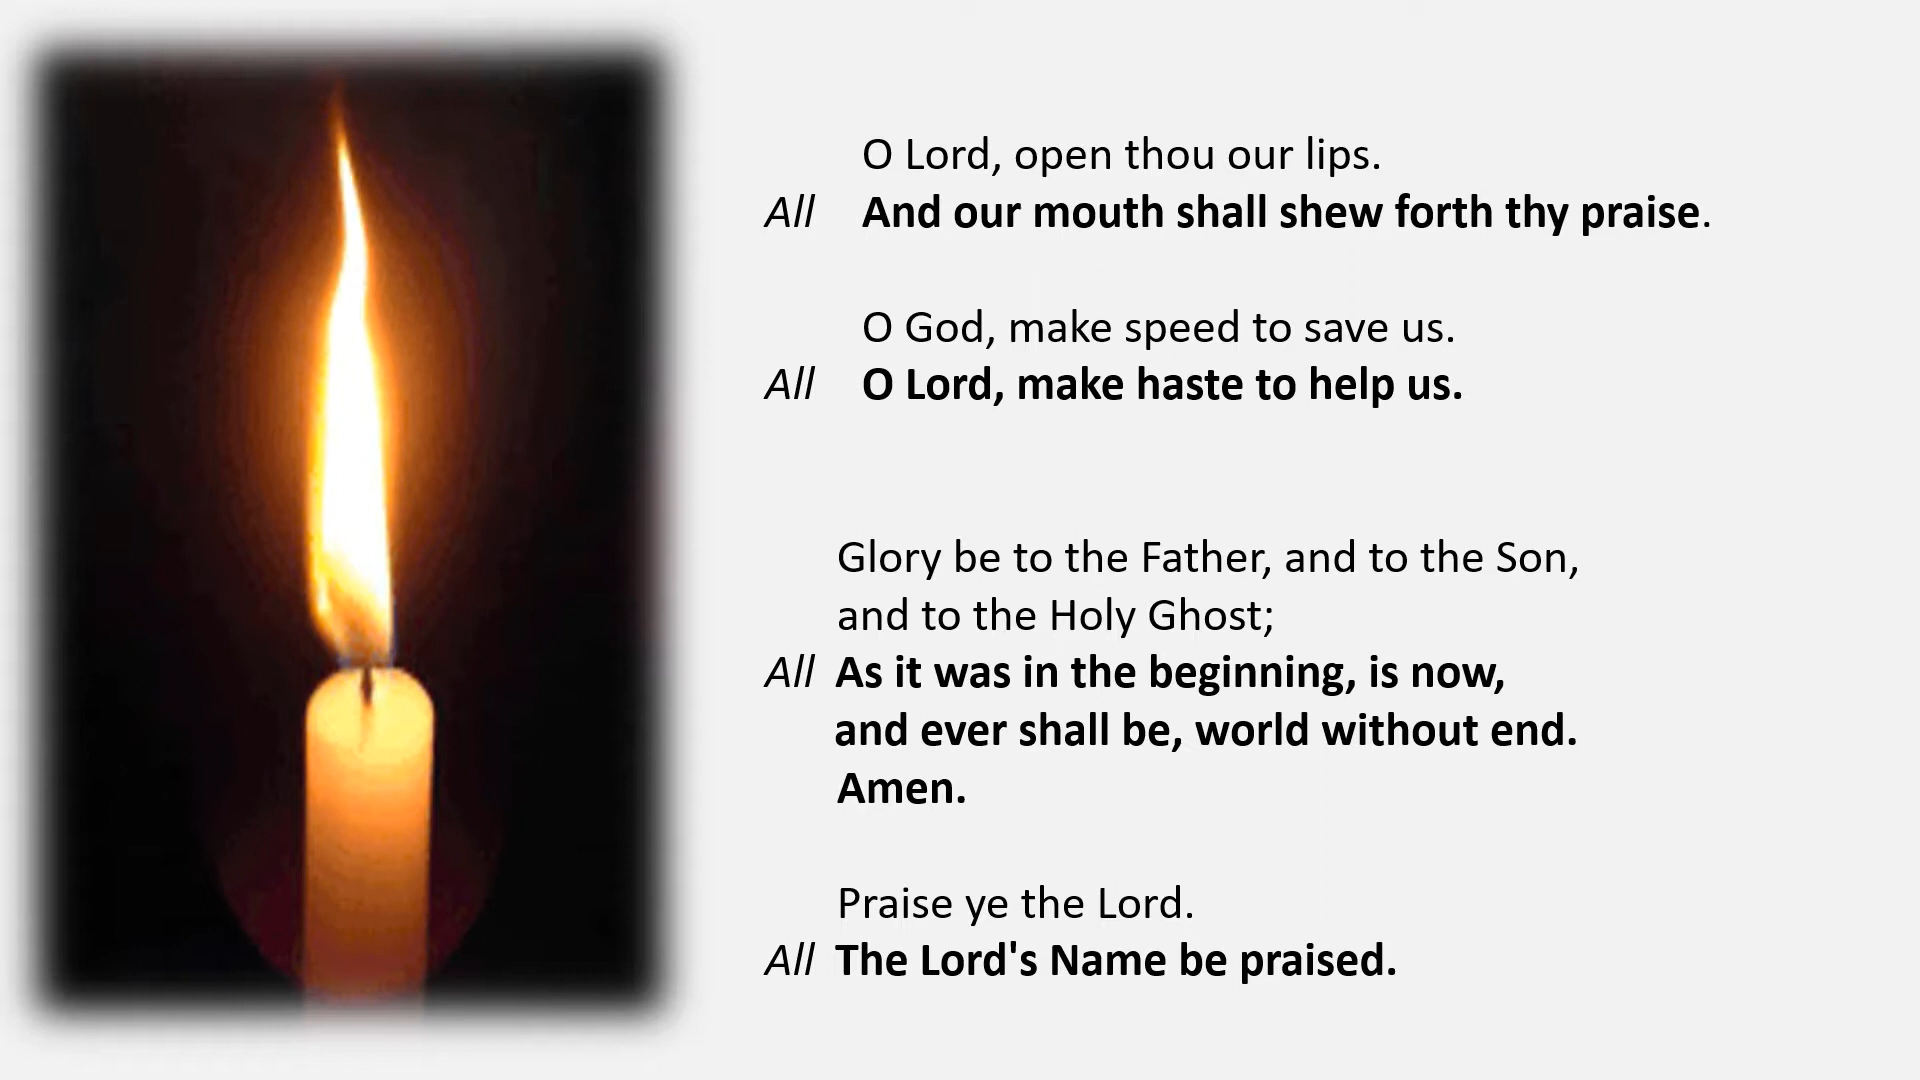 O Lord, open thou our lips.
All And our mouth shall shew forth thy praise.
O God, make speed to save us.
All O Lord, make haste to help us.
Glory be to the Father, and to the Son,
and to the Holy Ghost;
All As it was in the beginning, is now,
and ever shall be, world without end.
Amen.
Praise ye the Lord.
All The Lord's Name be praised.